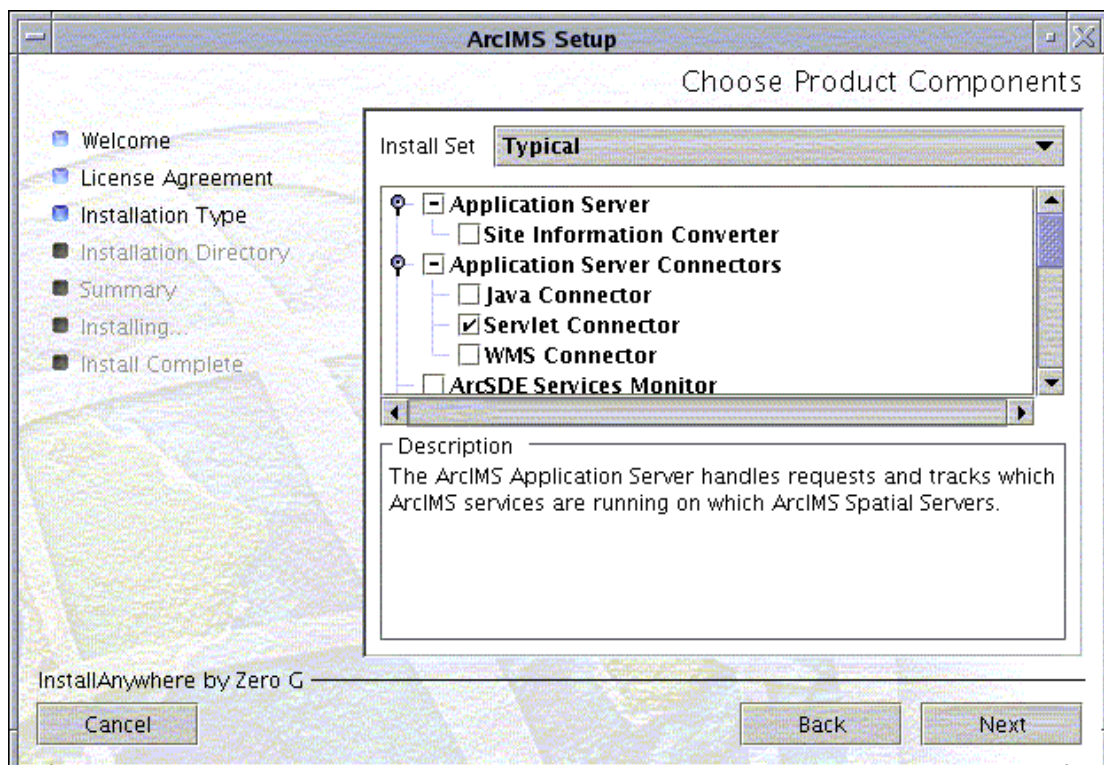 ArcIMS Setup
Choose Product Components
Welcome
License Agreement
Installation Type
Installation Directory
Summary
Installing...
Install Complete
Install Set Typical
Application Server
Site Information Converter
Application Server Connectors
Java Connector
Servlet Connector
WMS Connector
ArcSDE Services Monitor
Description
The ArcIMS Application Server handles requests and tracks which
ArcIMS services are running on which ArcIMS Spatial Servers.
InstallAnywhere by Zero G
Cancel
Back
Next